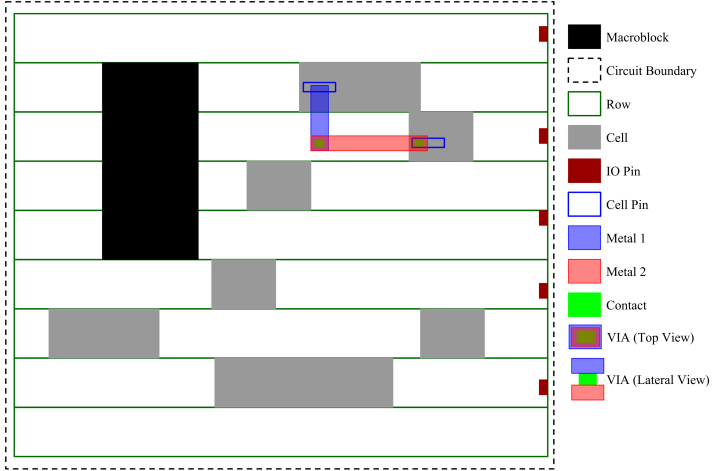 Macroblock
Circuit Boundary
Row
Cell
IO Pin
Cell Pin
Metal 1
Metal 2
Contact
VIA (Top View)
VIA (Lateral View)